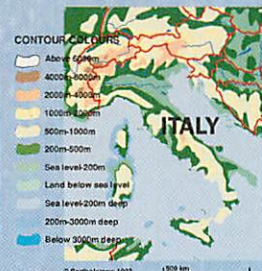 CONTOUR COLOURS
Above 6000m
4000m-6000m
2000m-4000m
1000m-2000m
500m-1000m
200m-500m
Sea level-200m
Land below sea level
Sea level-200m deep
200m-3000m deep
Below 3000m deep
ITALY
© Bartholomew
500 km